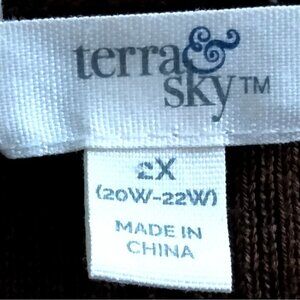 terra &
sky™
2X
(20W-22W)
MADE IN
CHINA